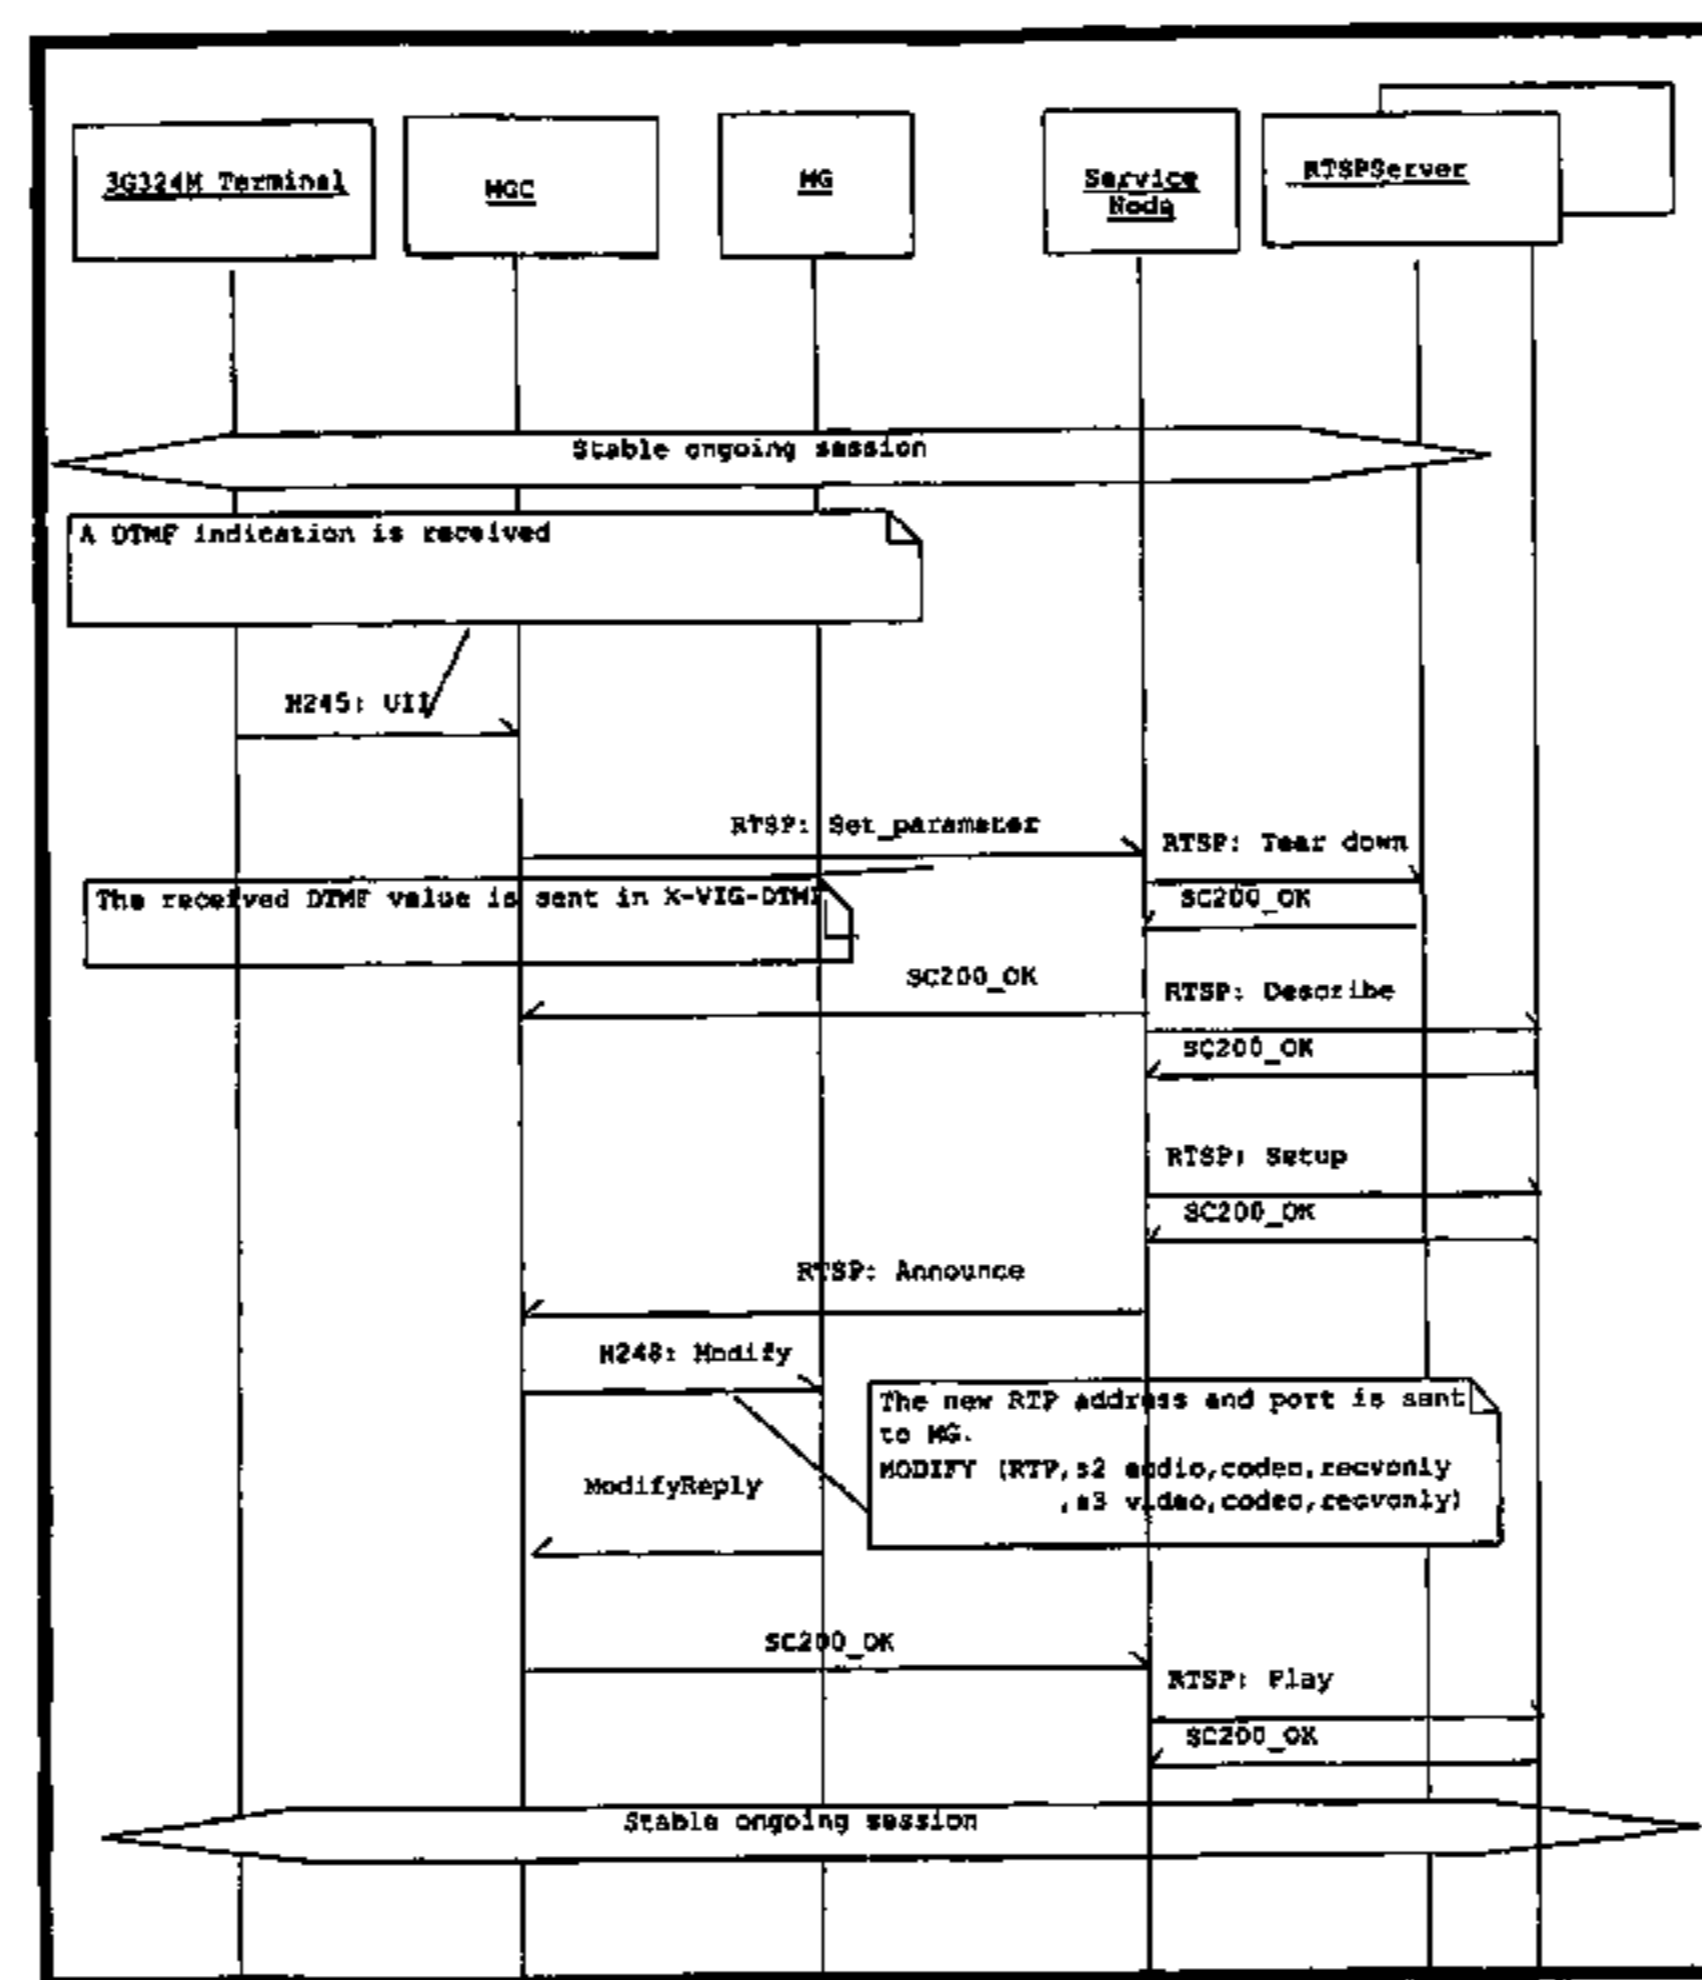 3G324M Terminal
MGC
MG
Service
Node
RTSPServer
Stable ongoing session
A DTMF indication is received
H245: UII
RTSP: Set_parameter
RTSP: Tear down
The received DTMF value is sent in X-VIG-DTMF
SC200_OK
SC200_OK
RTSP: Describe
SC200_OK
RTSP: Setup
SC200_OK
RTSP: Announce
H248: Modify
The new RTP address and port is sent
to MG.
MODIFY (RTP,s2 audio,codec,recvonly
,s3 video,codec,recvonly)
ModifyReply
SC200_OK
RTSP: Play
SC200_OK
Stable ongoing session